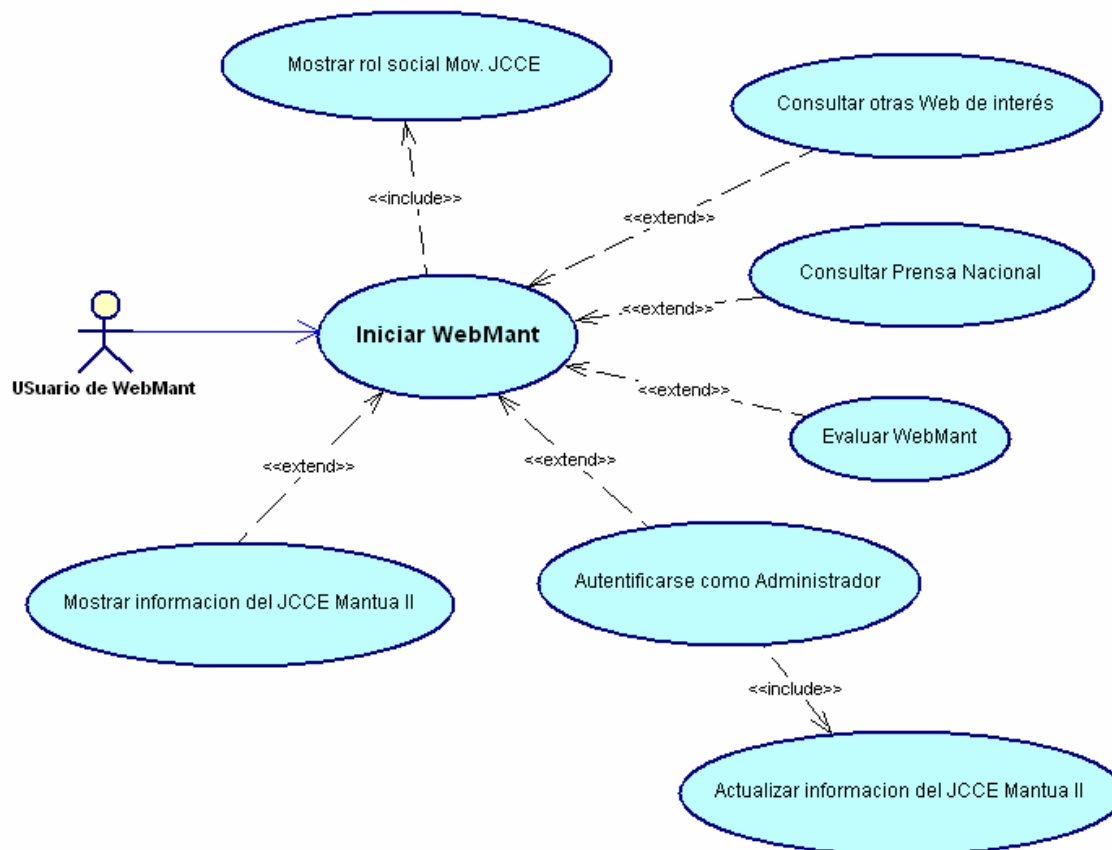 Mostrar rol social Mov. JCCE
Consultar otras Web de interés
<<include>>
<<extend>>
Consultar Prensa Nacional
<<extend>>
Iniciar WebMant
USuario de WebMant
<<extend>>
Evaluar WebMant
<<extend>>
<<extend>>
Autentificarse como Administrador
Mostrar informacion del JCCE Mantua II
<<include>>
Actualizar informacion del JCCE Mantua II